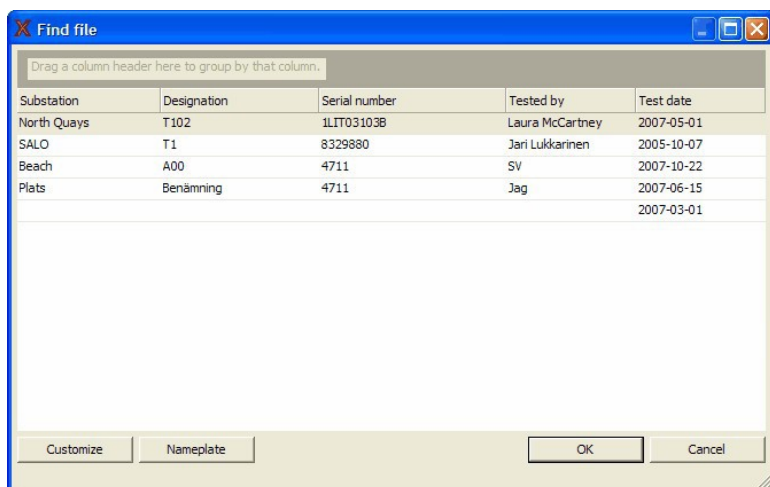 Find file
Drag a column header here to group by that column.
Substation Designation Serial number Tested by Test date
North Quays T102 1LIT03103B Laura McCartney 2007-05-01
SALO T1 8329880 Jari Lukkarinen 2005-10-07
Beach A00 4711 SV 2007-10-22
Plats Benämning 4711 Jag 2007-06-15
2007-03-01
Customize Nameplate OK Cancel